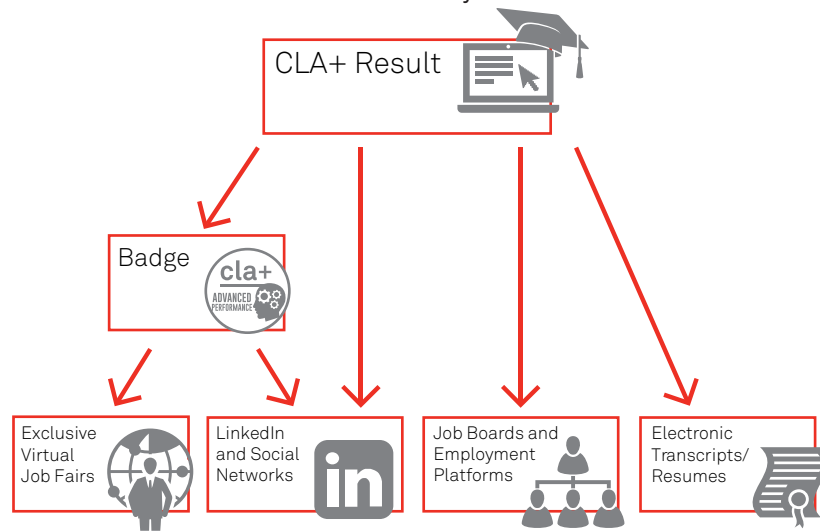 CLA+ Result
Badge
cla+
ADVANCED
PERFORMANCE
Exclusive
Virtual
Job Fairs
LinkedIn
and Social
Networks
in
Job Boards and
Employment
Platforms
Electronic
Transcripts/
Resumes